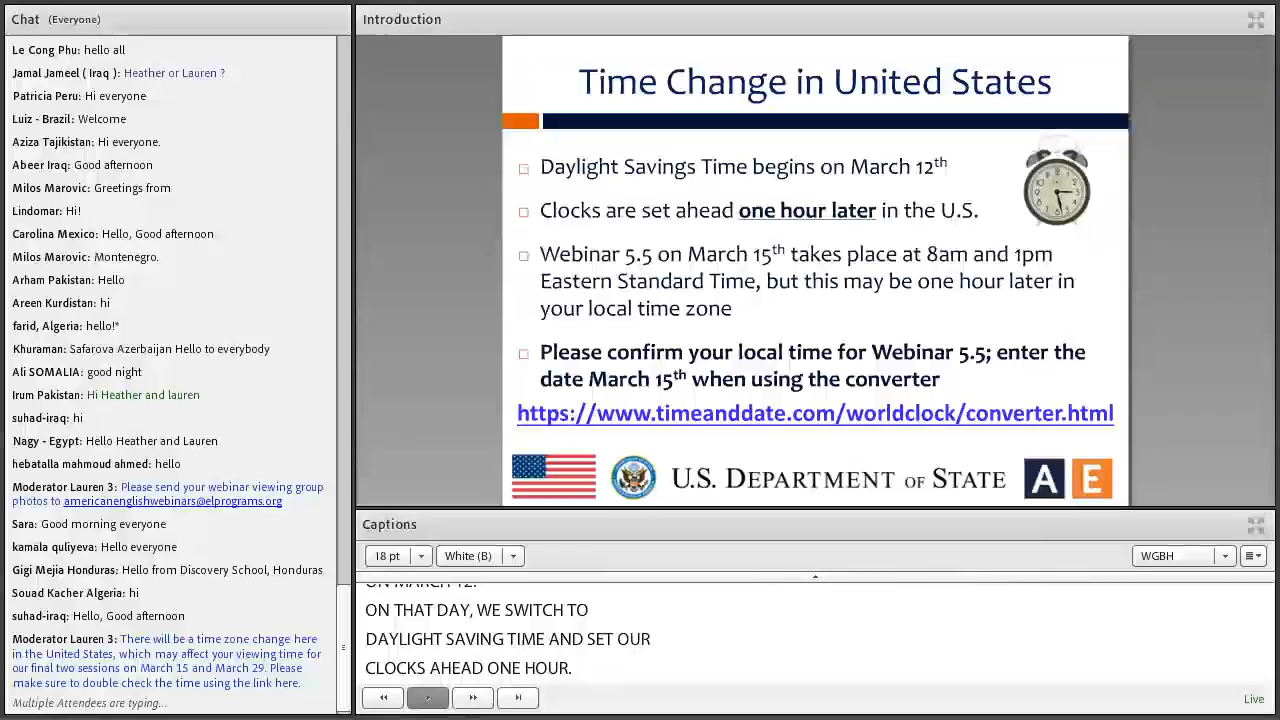 Chat (Everyone)
Le Cong Phu: hello all
Jamal Jameel ( Iraq ): Heather or Lauren ?
Patricia Peru: Hi everyone
Luiz - Brazil: Welcome
Aziza Tajikistan: Hi everyone.
Abeer Iraq: Good afternoon
Milos Marovic: Greetings from
Lindomar: Hi!
Carolina Mexico: Hello, Good afternoon
Milos Marovic: Montenegro.
Arham Pakistan: Hello
Areen Kurdistan: hi
farid, Algeria: hello!*
Khuraman: Safarova Azerbaijan Hello to everybody
Ali SOMALIA: good night
Irum Pakistan: Hi Heather and lauren
suhad-iraq: hi
Nagy - Egypt: Hello Heather and Lauren
hebatalla mahmoud ahmed: hello
Moderator Lauren 3: Please send your webinar viewing group
photos to americanenglishwebinars@elprograms.org
Sara: Good morning everyone
kamala quliyeva: Hello everyone
Gigi Mejia Honduras: Hello from Discovery School, Honduras
Souad Kacher Algeria: hi
suhad-iraq: Hello, Good afternoon
Moderator Lauren 3: There will be a time zone change here
in the United States, which may affect your viewing time for
our final two sessions on March 15 and March 29. Please
make sure to double check the time using the link here.
Multiple Attendees are typing...
Introduction
Time Change in United States
Daylight Savings Time begins on March 12th
Clocks are set ahead one hour later in the U.S.
Webinar 5.5 on March 15th takes place at 8am and 1pm
Eastern Standard Time, but this may be one hour later in
your local time zone
Please confirm your local time for Webinar 5.5; enter the
date March 15th when using the converter
https://www.timeanddate.com/worldclock/converter.html
U.S. DEPARTMENT OF STATE
A E
Captions
18 pt White (B) WGBH
ON MARCH 12.
ON THAT DAY, WE SWITCH TO
DAYLIGHT SAVING TIME AND SET OUR
CLOCKS AHEAD ONE HOUR.
Live